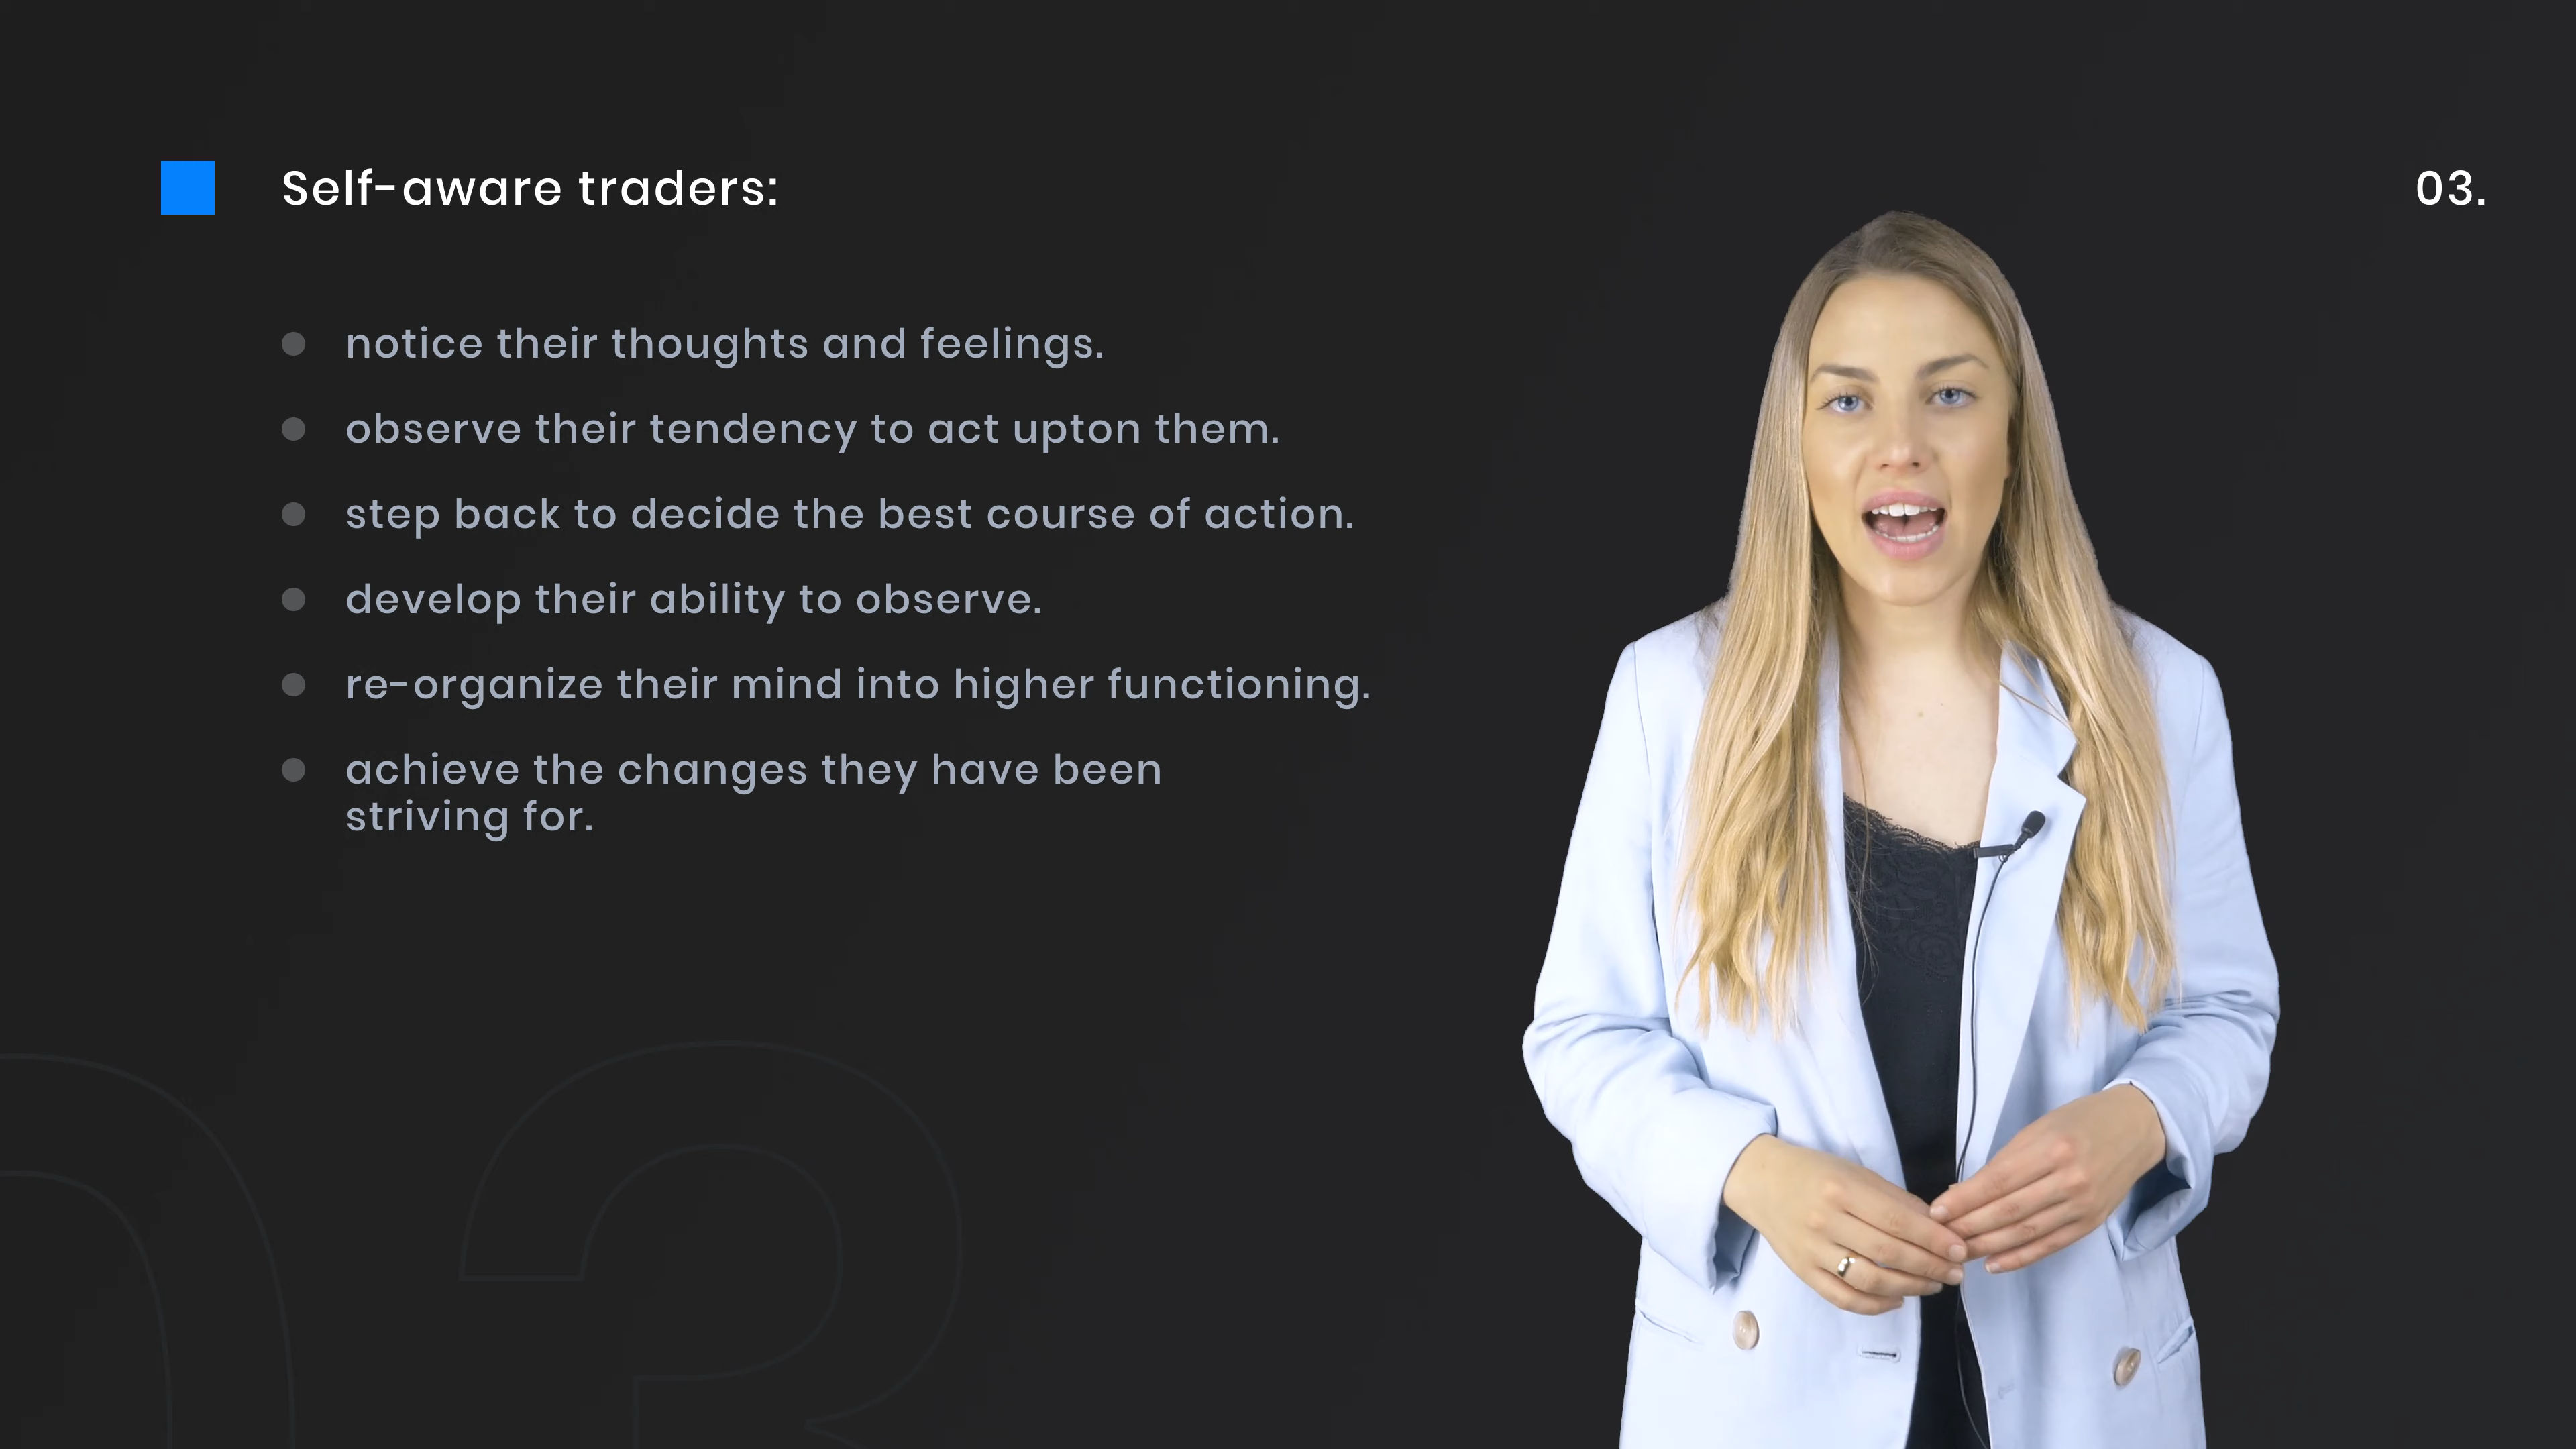 Self-aware traders:
03.
notice their thoughts and feelings.
observe their tendency to act upton them.
step back to decide the best course of action.
develop their ability to observe.
re-organize their mind into higher functioning.
achieve the changes they have been
striving for.
03